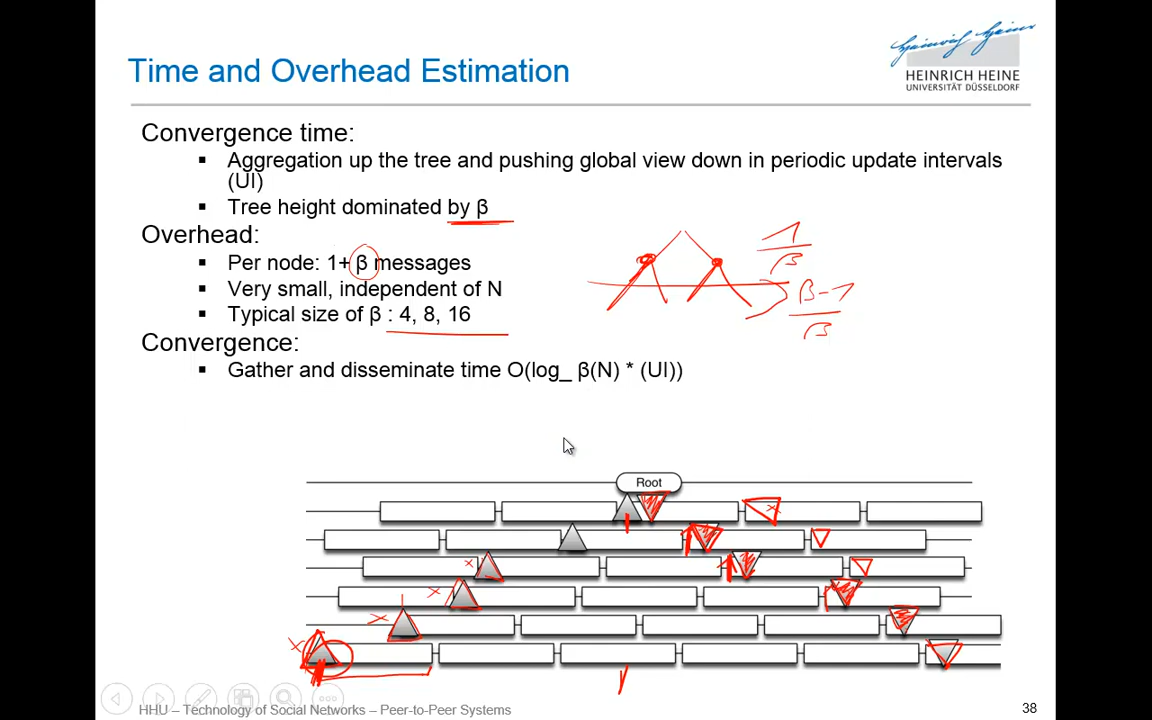 Heinrich Heine
HEINRICH HEINE
UNIVERSITÄT DÜSSELDORF
Time and Overhead Estimation
Convergence time:
▪ Aggregation up the tree and pushing global view down in periodic update intervals
(UI)
▪ Tree height dominated by β
Overhead:
▪ Per node: 1+ β messages
▪ Very small, independent of N
▪ Typical size of β : 4, 8, 16
1
β
β-1
β
Convergence:
▪ Gather and disseminate time O(log_ β(N) * (UI))
Root
HHU – Technology of Social Networks – Peer-to-Peer Systems
38